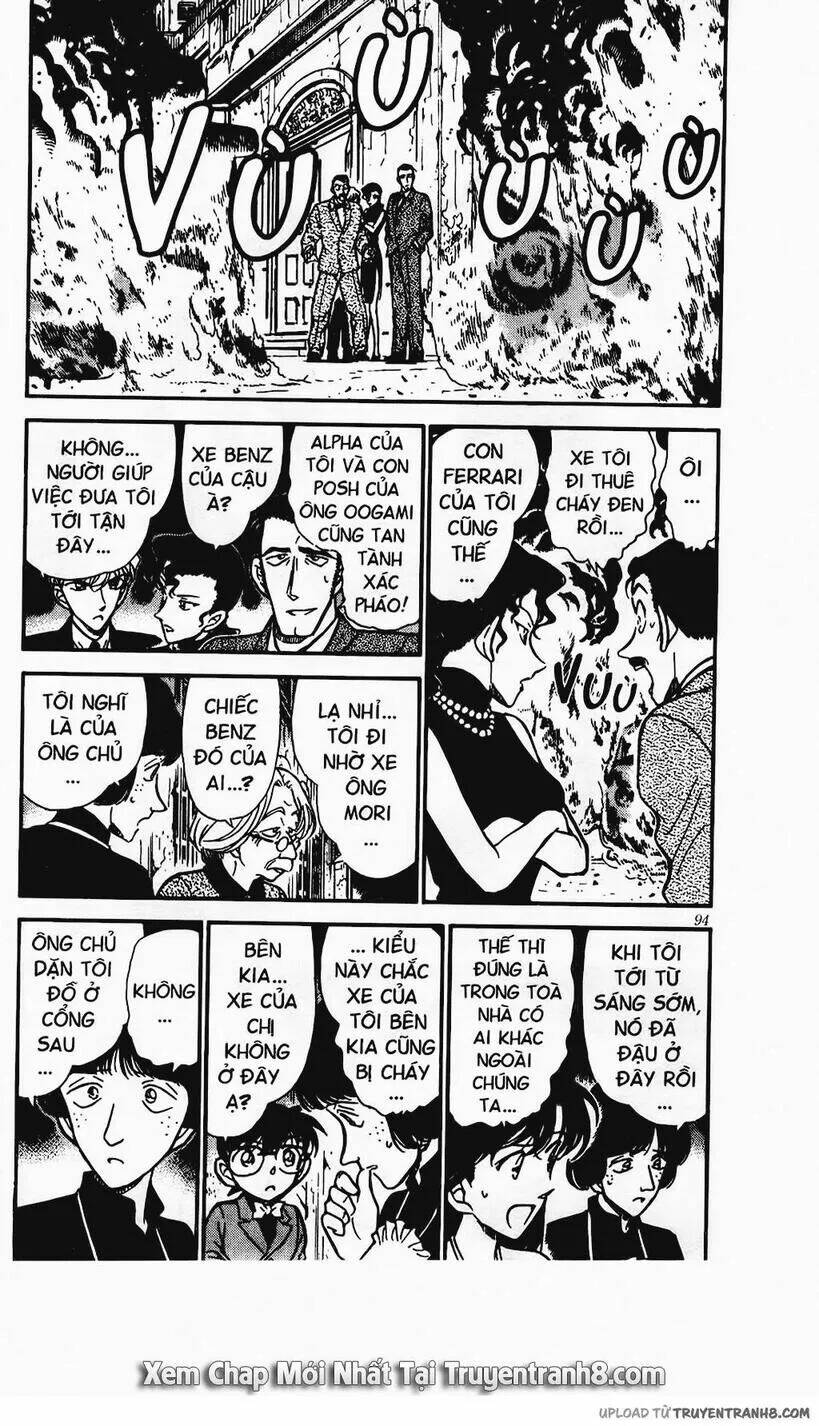 VÙ
Ù
Ù
Ù
Ù
ÔI
...
XE TÔI
ĐI THUÊ
CHÁY ĐEN
RỒI...
CON
FERRARI
CỦA TÔI
CŨNG
THẾ
...
VUÙ
ALPHA CỦA
TÔI VÀ CON
POSH CỦA
ÔNG OOGAMI
CŨNG TAN
TÀNH
XÁC
PHÁO!
XE BENZ
CỦA CẬU
À?
KHÔNG...
NGƯỜI GIÚP
VIỆC ĐƯA TÔI
TỚI TẬN
ĐÂY...
LẠ NHỈ...
TÔI ĐI
NHỜ XE
ÔNG
MORI
...
CHIẾC
BENZ
ĐÓ CỦA
AI...?
TÔI NGHĨ
LÀ CỦA
ÔNG CHỦ
...
94
KHI TÔI
TỚI TỪ
SÁNG SỚM,
NÓ ĐÃ
ĐẬU Ở
ĐÂY RỒI
...
THẾ THÌ
ĐÚNG LÀ
TRONG TOÀ
NHÀ CÓ
AI KHÁC
NGOÀI
CHÚNG
TA...
... KIỂU
NÀY CHẮC
XE CỦA
TÔI BÊN
KIA CŨNG
BỊ CHÁY
...
BÊN
KIA...
XE CỦA
CHỊ
KHÔNG
Ở ĐÂY
Ạ?
KHÔNG
...
ÔNG CHỦ
DẶN TÔI
ĐỖ Ở
CỔNG
SAU
...
Xem Chap Mới Nhất Tại Truyentranh8.com
UPLOAD TỪ TRUYENTRANH8.COM